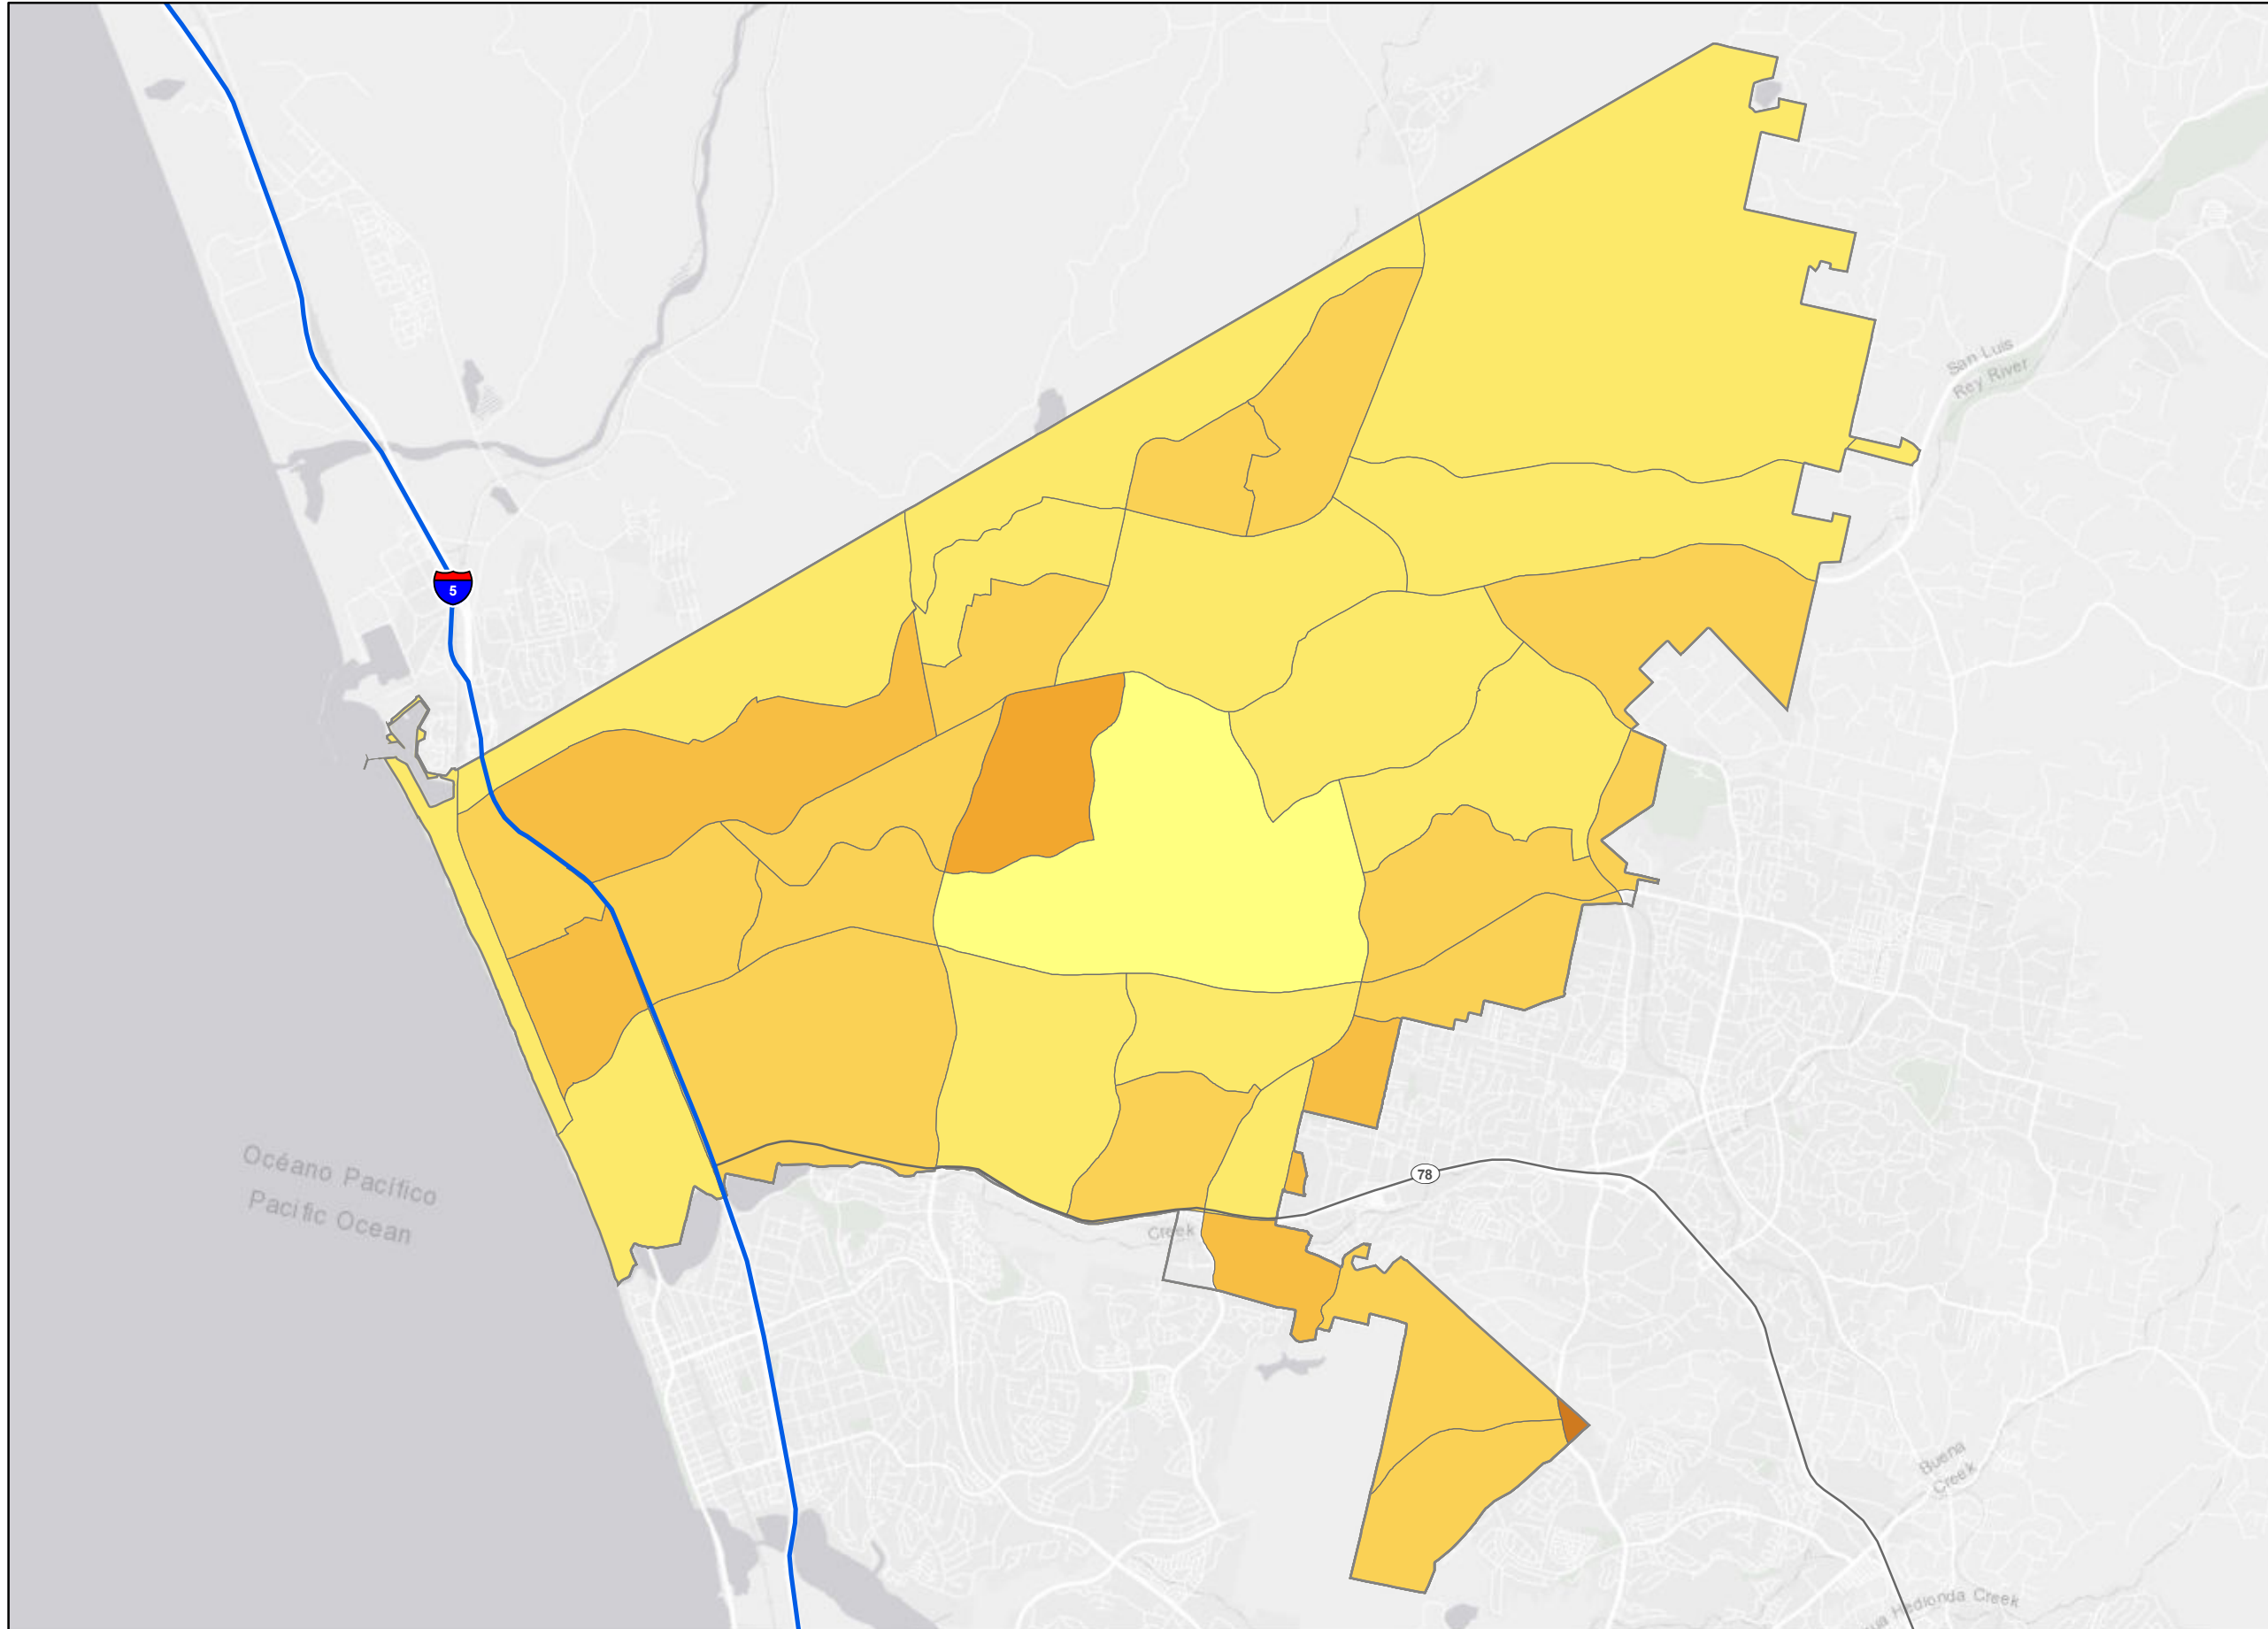 San Luis
Rey River
5
Océano Pacífico
Pacific Ocean
78
Creek
Buena
Creek
Hedionda Creek